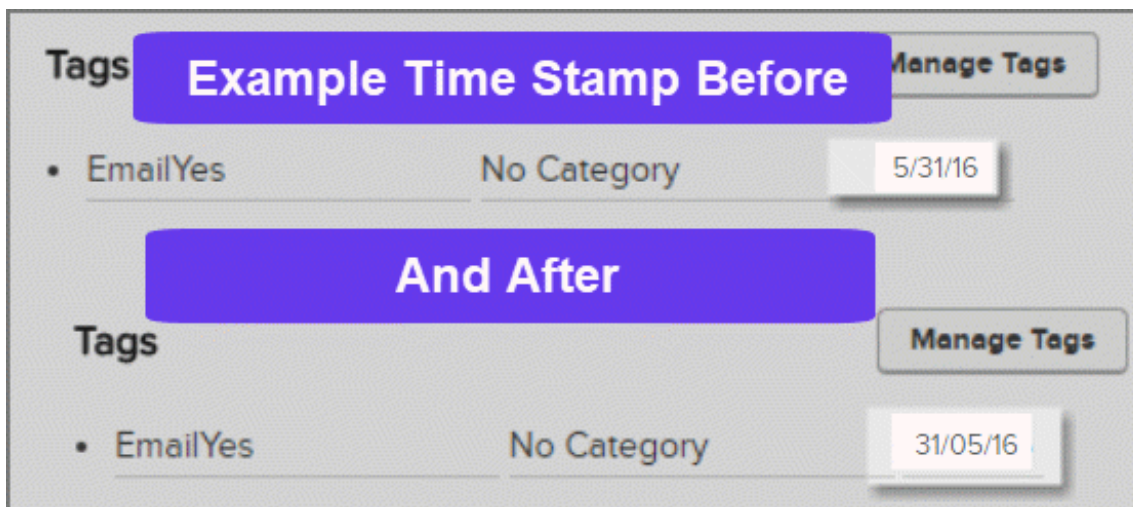 Tags
Example Time Stamp Before
Manage Tags
• EmailYes No Category 5/31/16
And After
Tags Manage Tags
• EmailYes No Category 31/05/16